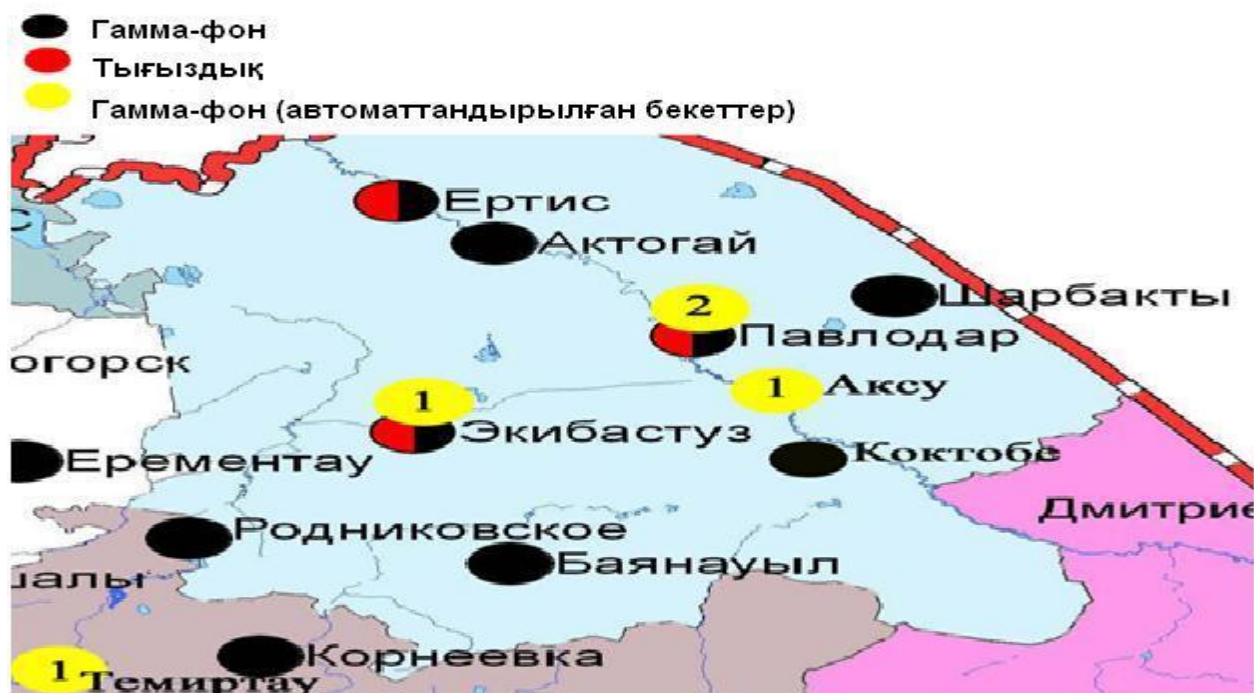 Гамма-фон
Тығыздық
Гамма-фон (автоматтандырылған бекеттер)
Ертис
С
Актогай
2
Шарбакты
Павлодар
огорск
1
1
Аксу
Экибастуз
Ерементау
Коктобе
Дмитрие
Родниковское
Баянауыл
шалы
Корнеевка
1
Темиртау